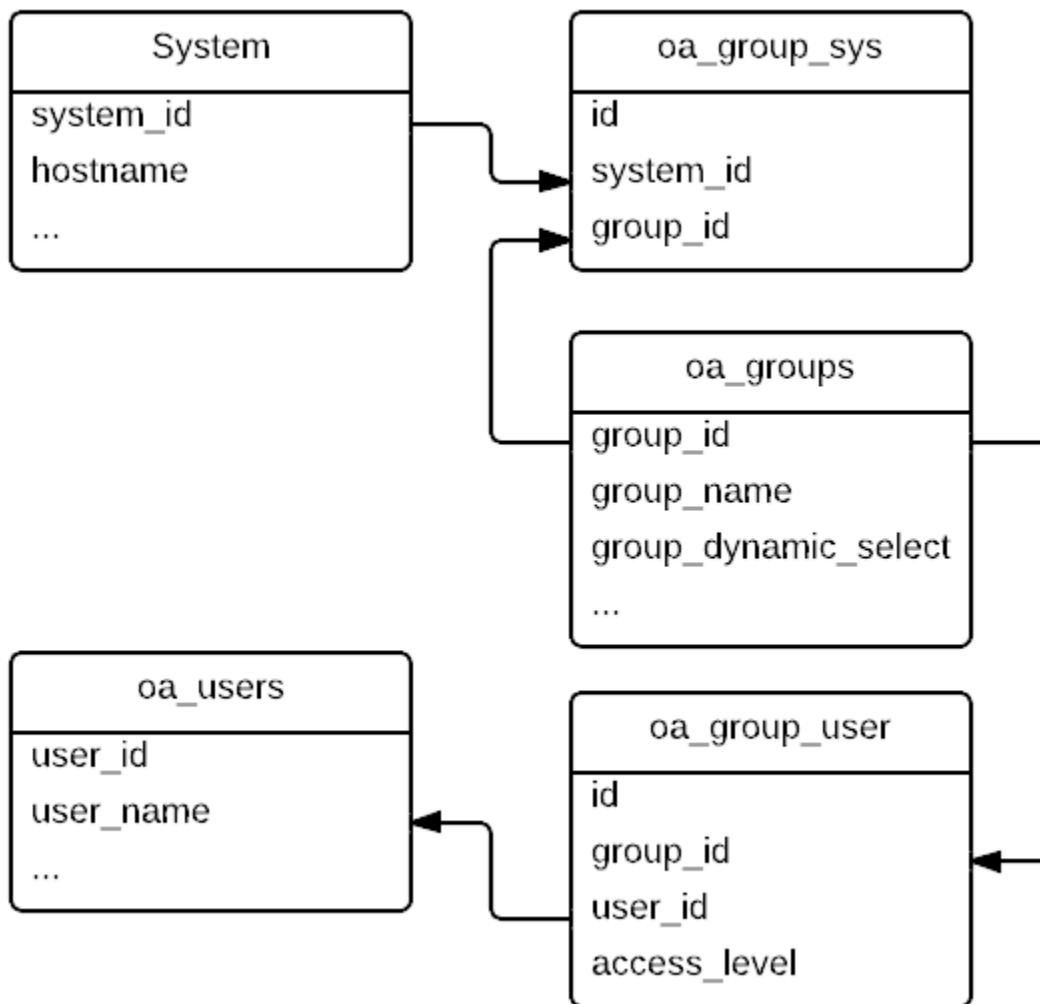 System
system_id
hostname
...
oa_group_sys
id
system_id
group_id
oa_groups
group_id
group_name
group_dynamic_select
...
oa_users
user_id
user_name
...
oa_group_user
id
group_id
user_id
access_level